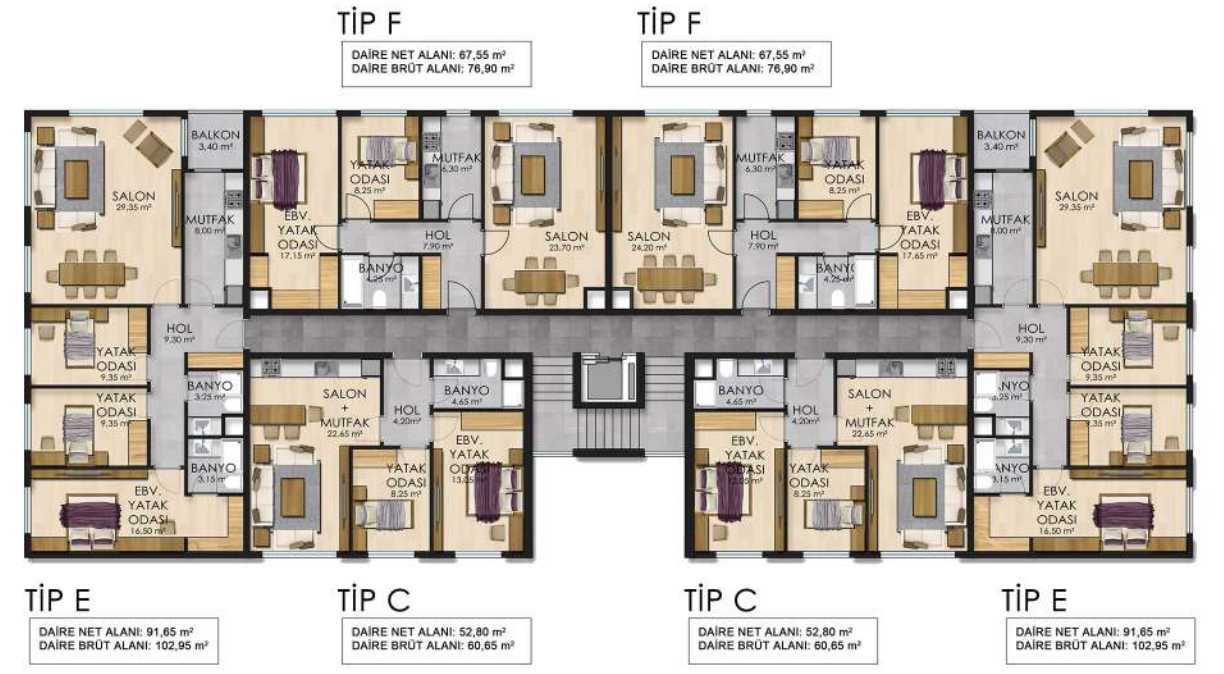 TİP F
DAİRE NET ALANI: 67,55 m²
DAİRE BRÜT ALANI: 76,90 m²
TİP F
DAİRE NET ALANI: 67,55 m²
DAİRE BRÜT ALANI: 76,90 m²
SALON
29,35 m²
BALKON
3,40 m²
MUTFAK
8,00 m²
EBV.
YATAK
ODASI
17,15 m²
YATAK
ODASI
8,25 m²
MUTFAK
6,30 m²
HOL
7,90 m²
BANYO
4,25 m²
SALON
23,70 m²
SALON
24,20 m²
MUTFAK
6,30 m²
HOL
7,90 m²
YATAK
ODASI
8,25 m²
BANYO
4,25 m²
EBV.
YATAK
ODASI
17,65 m²
BALKON
3,40 m²
MUTFAK
8,00 m²
SALON
29,35 m²
HOL
9,30 m²
YATAK
ODASI
9,35 m²
YATAK
ODASI
9,35 m²
BANYO
3,25 m²
BANYO
3,15 m²
EBV.
YATAK
ODASI
16,50 m²
SALON
+
MUTFAK
22,65 m²
HOL
4,20m²
BANYO
4,65 m²
YATAK
ODASI
8,25 m²
EBV.
YATAK
ODASI
13,05 m²
BANYO
4,65 m²
HOL
4,20m²
SALON
+
MUTFAK
22,65 m²
EBV.
YATAK
ODASI
13,05 m²
YATAK
ODASI
8,25 m²
HOL
9,30 m²
YATAK
ODASI
9,35 m²
YATAK
ODASI
9,35 m²
BANYO
3,25 m²
BANYO
3,15 m²
EBV.
YATAK
ODASI
16,50 m²
TİP E
DAİRE NET ALANI: 91,65 m²
DAİRE BRÜT ALANI: 102,95 m²
TİP C
DAİRE NET ALANI: 52,80 m²
DAİRE BRÜT ALANI: 60,65 m²
TİP C
DAİRE NET ALANI: 52,80 m²
DAİRE BRÜT ALANI: 60,65 m²
TİP E
DAİRE NET ALANI: 91,65 m²
DAİRE BRÜT ALANI: 102,95 m²